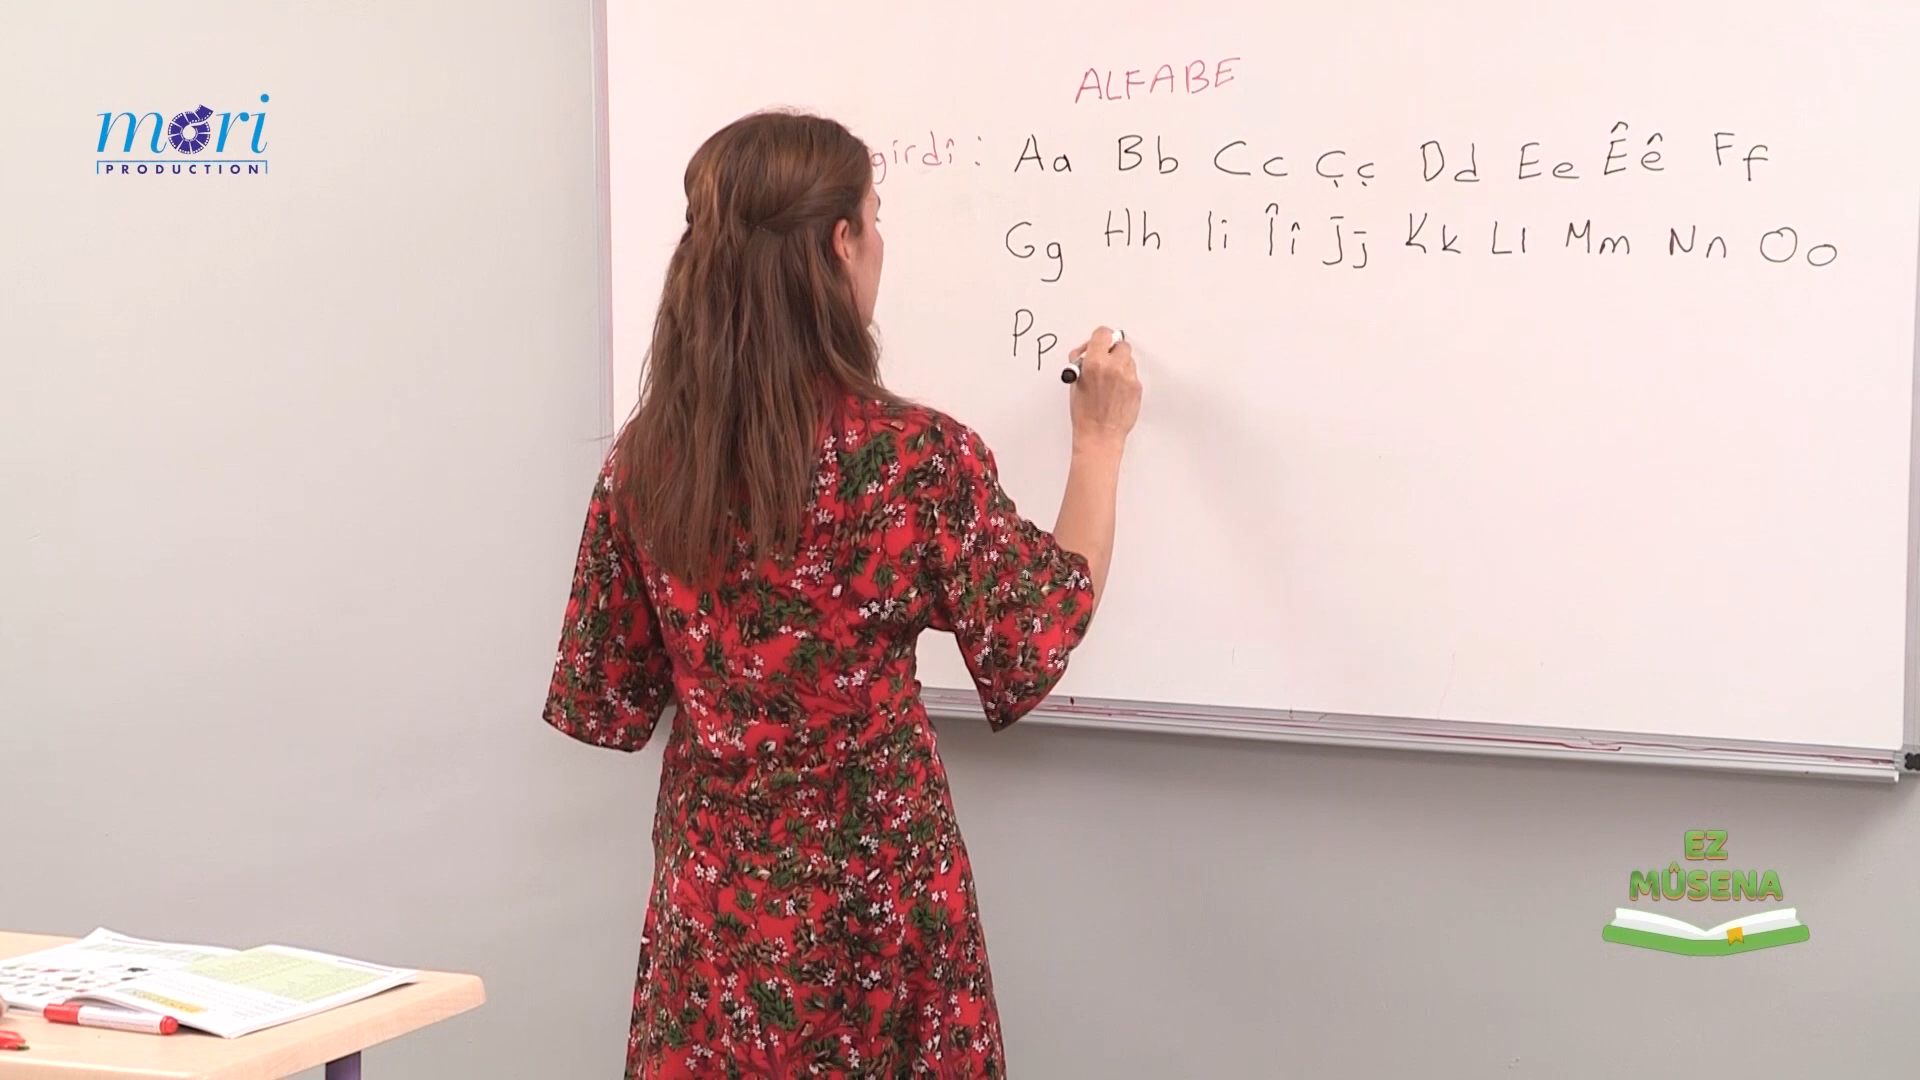 mori
PRODUCTION
ALFABE
girdî : Aa Bb Cc Çç Dd Ee Êê Ff
Gg Hh Ii Îî Jj Kk Ll Mm Nn Oo
Pp
EZ
MÛSENA